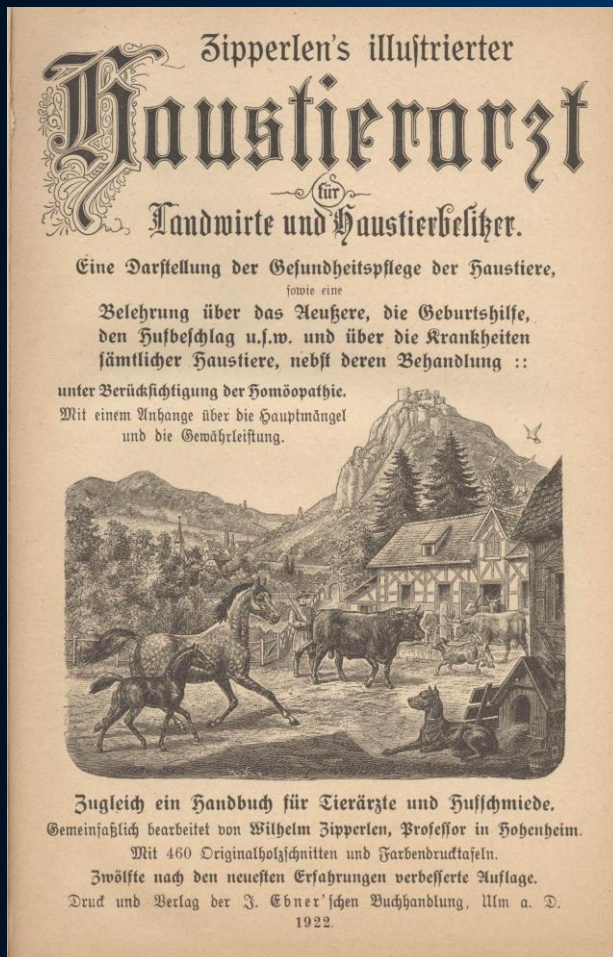 Zipperlen's illustrierter
Haustierarzt
für
Landwirte und Haustierbesitzer.
Eine Darstellung der Gesundheitspflege der Haustiere,
sowie eine
Belehrung über das Aeußere, die Geburtshilfe,
den Hufbeschlag u.s.w. und über die Krankheiten
sämtlicher Haustiere, nebst deren Behandlung ::
unter Berücksichtigung der Homöopathie.
Mit einem Anhange über die Hauptmängel
und die Gewährleistung.
Zugleich ein Handbuch für Tierärzte und Hufschmiede.
Gemeinfaßlich bearbeitet von Wilhelm Zipperlen, Professor in Hohenheim.
Mit 460 Originalholzschnitten und Farbendrucktafeln.
Zwölfte nach den neuesten Erfahrungen verbesserte Auflage.
Druck und Verlag der J. Ebner'schen Buchhandlung, Ulm a. D.
1922.